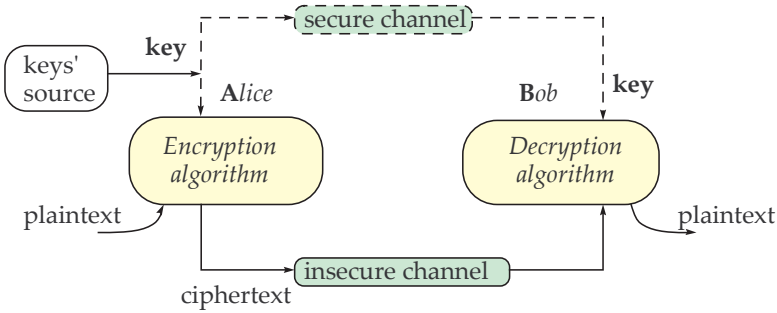 secure channel
key
keys'
source
Alice
Bob
key
Encryption
algorithm
Decryption
algorithm
plaintext
plaintext
insecure channel
ciphertext